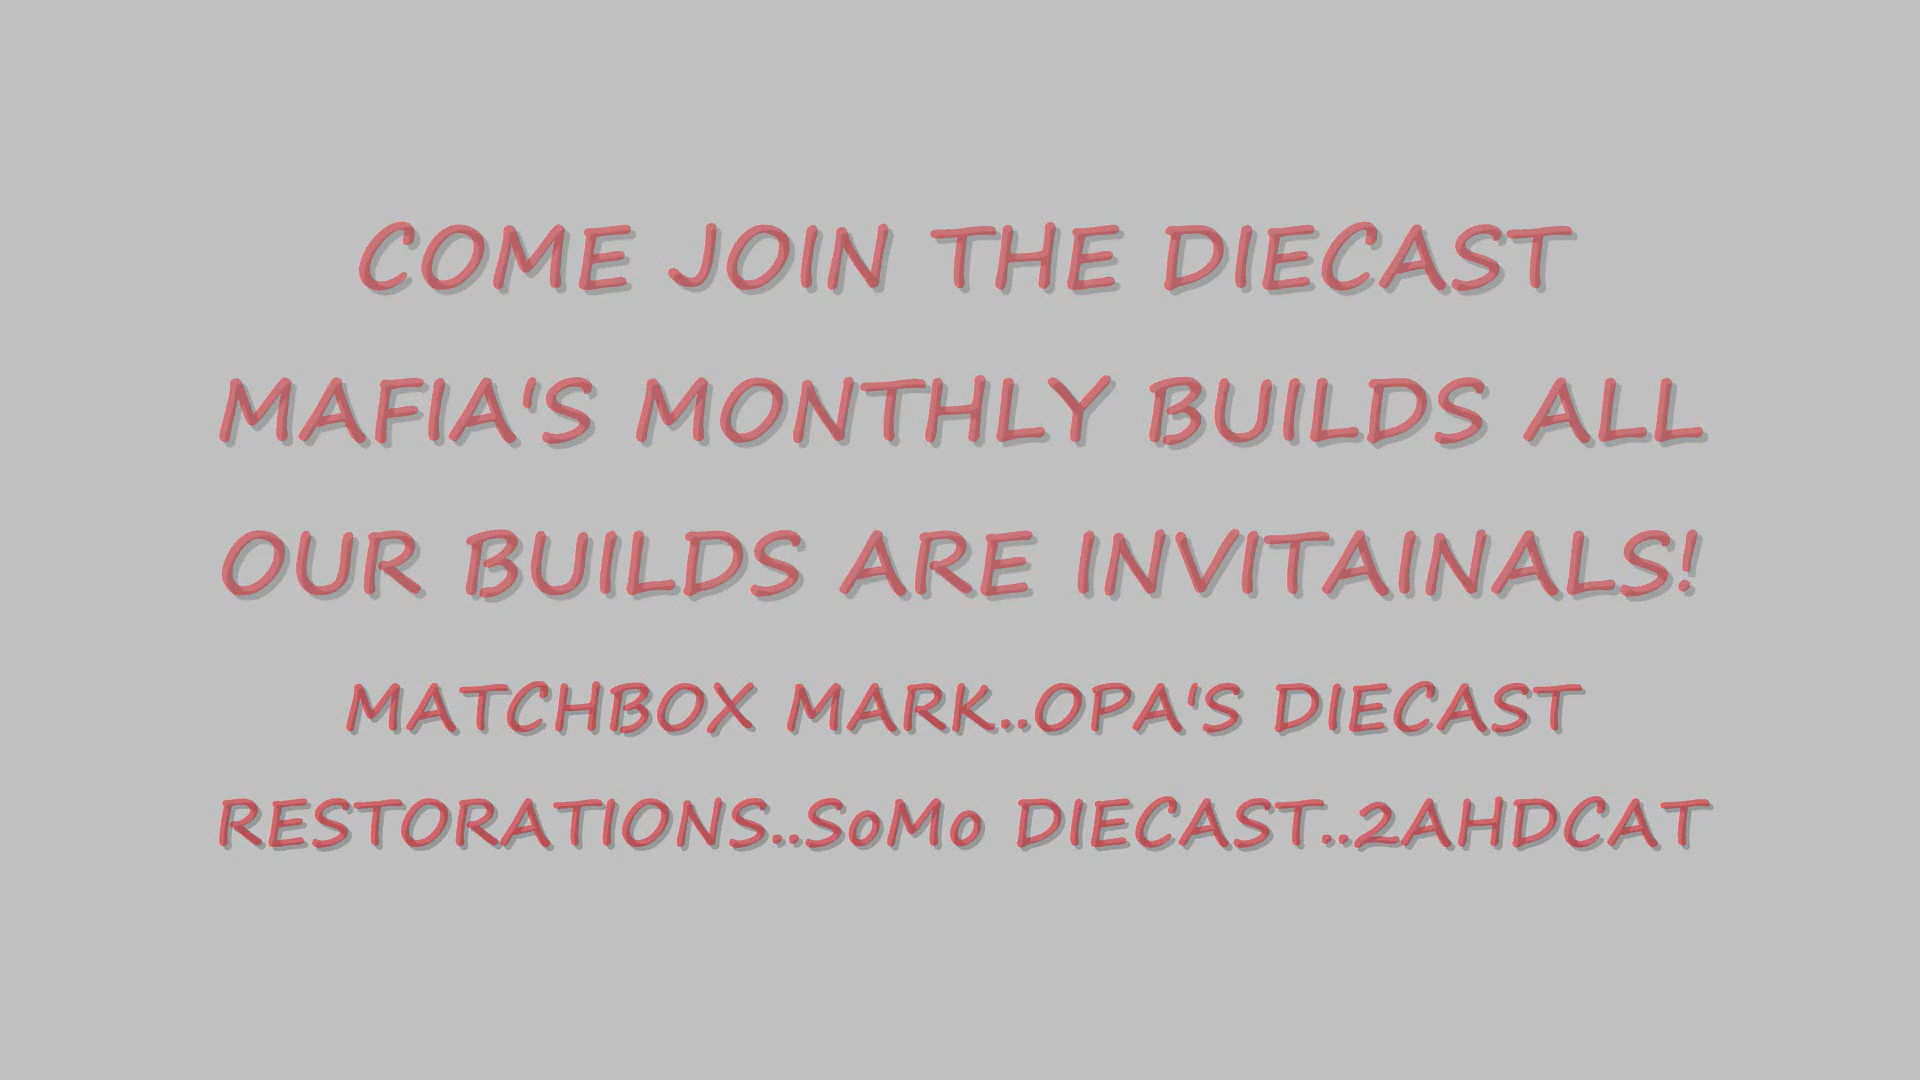 COME JOIN THE DIECAST
MAFIA'S MONTHLY BUILDS ALL
OUR BUILDS ARE INVITAINALS!
MATCHBOX MARK..OPA'S DIECAST
RESTORATIONS..SoMo DIECAST..2AHDCAT